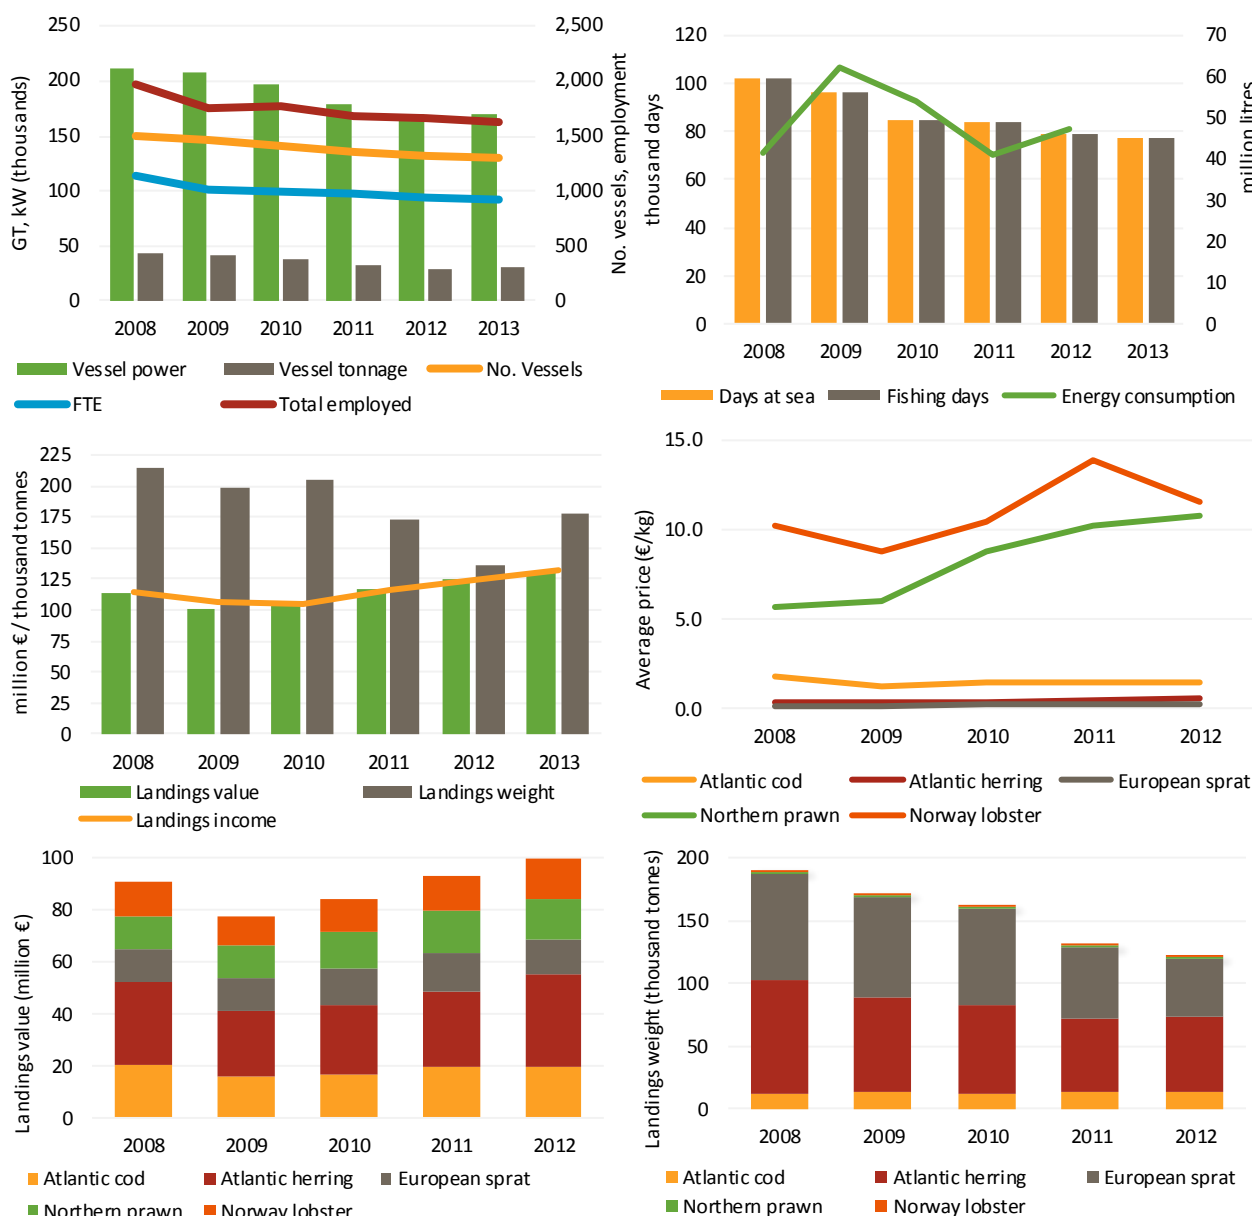 250
200
150
100
50
0
GT, kW (thousands)
2,500
2,000
1,500
1,000
500
0
No. vessels, employment
2008 2009 2010 2011 2012 2013
Vessel power Vessel tonnage No. Vessels
FTE Total employed
120
100
80
60
40
20
0
thousand days
70
60
50
40
30
20
10
0
million litres
2008 2009 2010 2011 2012 2013
Days at sea Fishing days Energy consumption
225
200
175
150
125
100
75
50
25
0
million € / thousand tonnes
2008 2009 2010 2011 2012 2013
Landings value Landings weight
Landings income
15.0
10.0
5.0
0.0
Average price (€/kg)
2008 2009 2010 2011 2012
Atlantic cod Atlantic herring European sprat
Northern prawn Norway lobster
100
80
60
40
20
0
Landings value (million €)
2008 2009 2010 2011 2012
Atlantic cod Atlantic herring European sprat
Northern prawn Norway lobster
200
150
100
50
0
Landings weight (thousand tonnes)
2008 2009 2010 2011 2012
Atlantic cod Atlantic herring European sprat
Northern prawn Norway lobster